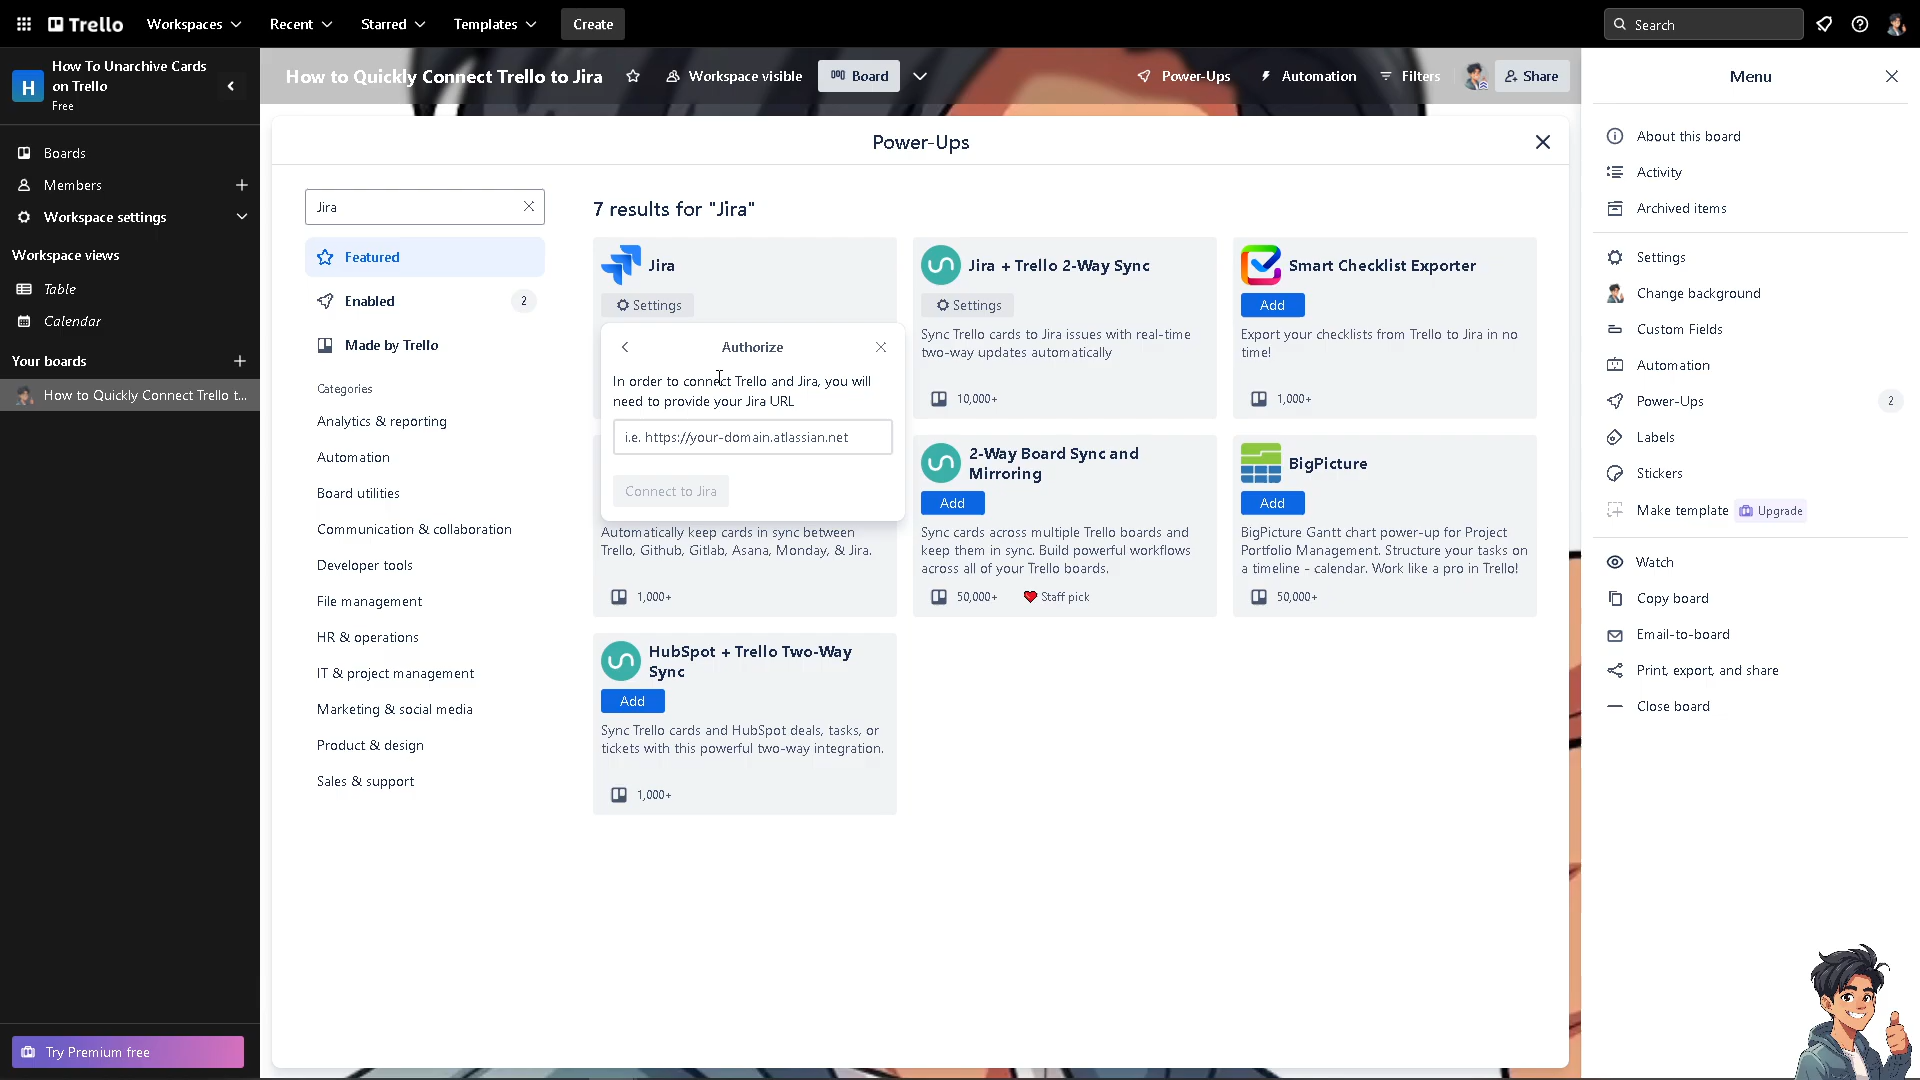 Trello
Workspaces
Recent
Starred
Templates
Create
Search
H
How To Unarchive Cards
on Trello
Free
Boards
Members
Workspace settings
Workspace views
Table
Calendar
Your boards
How to Quickly Connect Trello t...
Try Premium free
How to Quickly Connect Trello to Jira
Workspace visible
Board
Power-Ups
Automation
Filters
Share
Power-Ups
Jira
Featured
Enabled
2
Made by Trello
Categories
Analytics & reporting
Automation
Board utilities
Communication & collaboration
Developer tools
File management
HR & operations
IT & project management
Marketing & social media
Product & design
Sales & support
7 results for "Jira"
Jira
Settings
Authorize
In order to connect Trello and Jira, you will
need to provide your Jira URL
i.e. https://your-domain.atlassian.net
Connect to Jira
Jira + Trello 2-Way Sync
Settings
Sync Trello cards to Jira issues with real-time
two-way updates automatically
10,000+
Smart Checklist Exporter
Add
Export your checklists from Trello to Jira in no
time!
1,000+
Automatically keep cards in sync between
Trello, Github, Gitlab, Asana, Monday, & Jira.
1,000+
2-Way Board Sync and
Mirroring
Add
Sync cards across multiple Trello boards and
keep them in sync. Build powerful workflows
across all of your Trello boards.
50,000+
Staff pick
BigPicture
Add
BigPicture Gantt chart power-up for Project
Portfolio Management. Structure your tasks on
a timeline - calendar. Work like a pro in Trello!
50,000+
HubSpot + Trello Two-Way
Sync
Add
Sync Trello cards and HubSpot deals, tasks, or
tickets with this powerful two-way integration.
1,000+
Menu
About this board
Activity
Archived items
Settings
Change background
Custom Fields
Automation
Power-Ups
2
Labels
Stickers
Make template
Upgrade
Watch
Copy board
Email-to-board
Print, export, and share
Close board